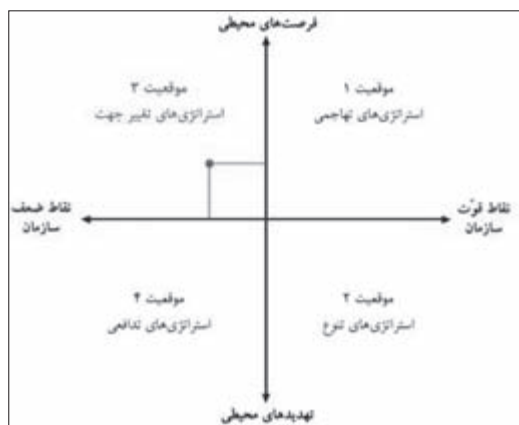 فرصت‌های محیطی
موقعیت ۱
استراتژی‌های تهاجمی
موقعیت ۳
استراتژی‌های تغییر جهت
نقاط قوّت
سازمان
نقاط ضعف
سازمان
موقعیت ۲
استراتژی‌های تنوع
موقعیت ۴
استراتژی‌های تدافعی
تهدیدهای محیطی